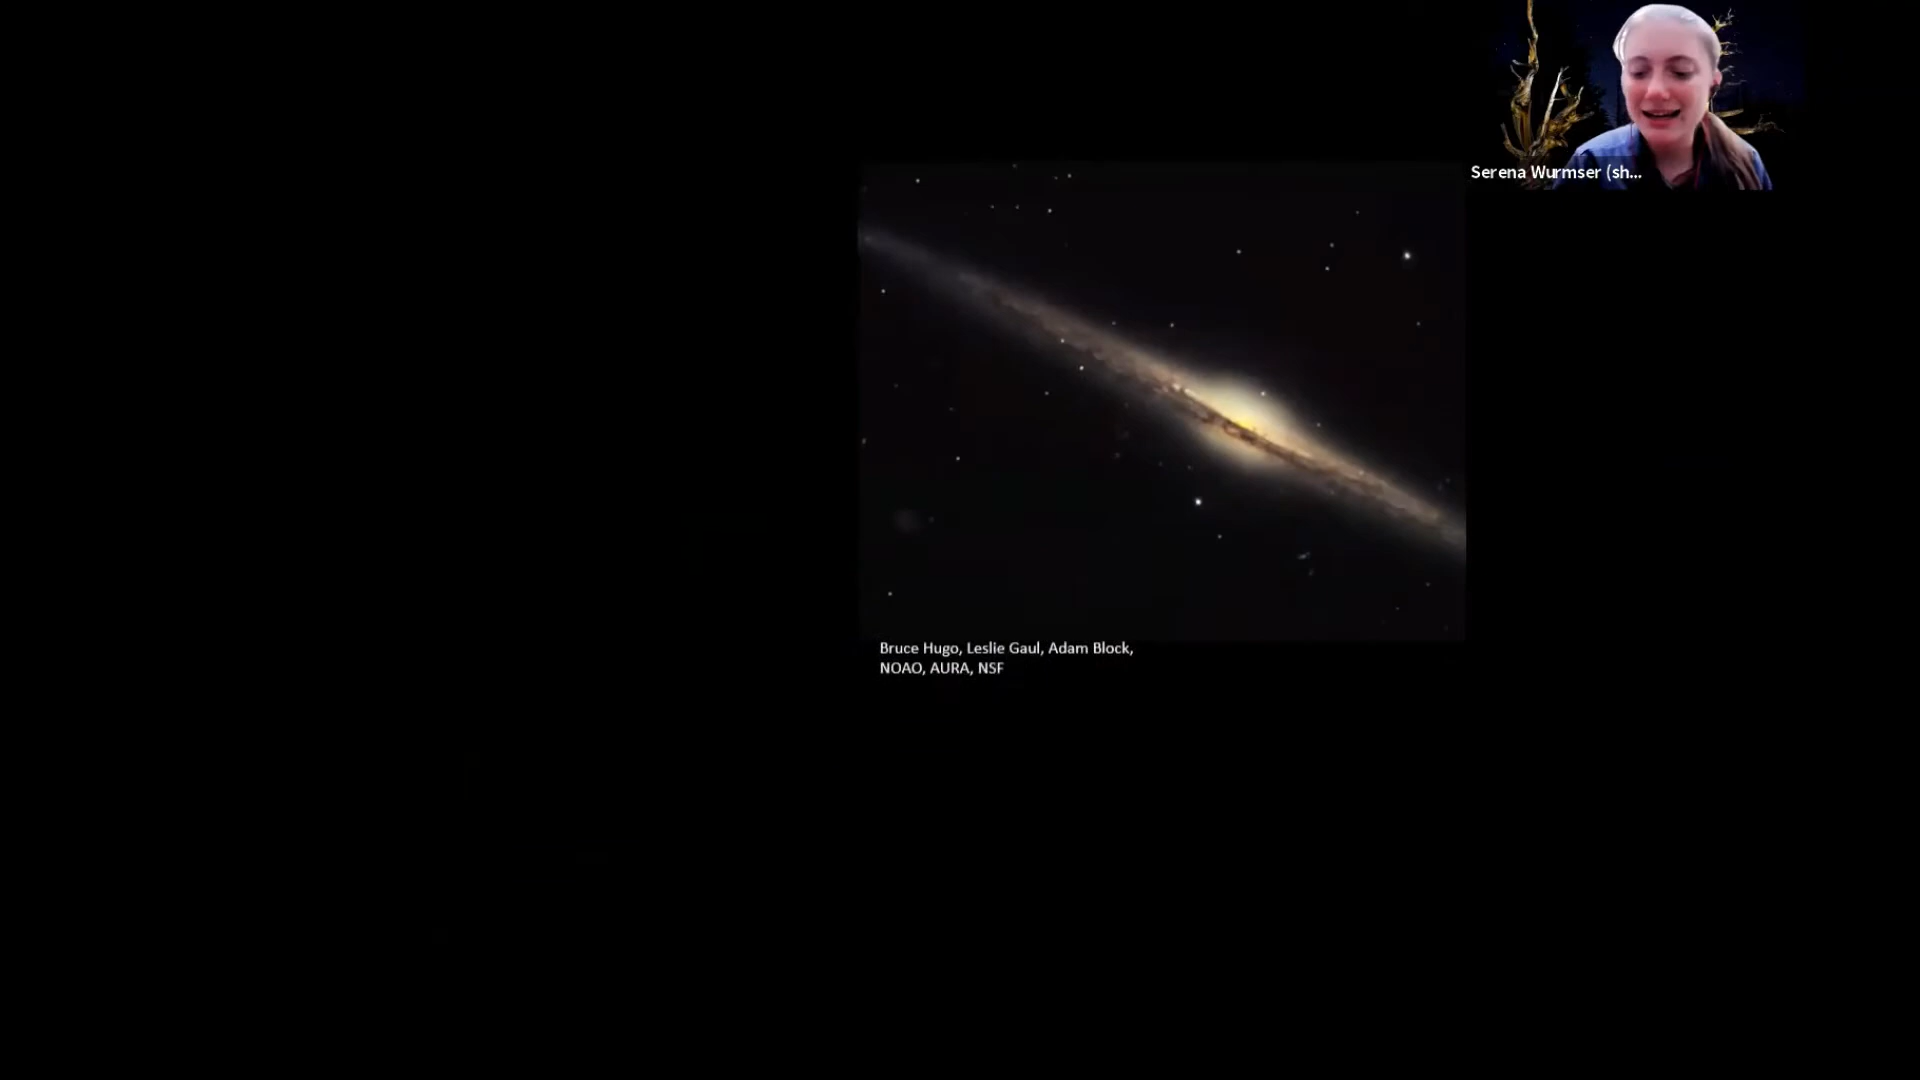 Serena Wurmser (sh...
Bruce Hugo, Leslie Gaul, Adam Block,
NOAO, AURA, NSF